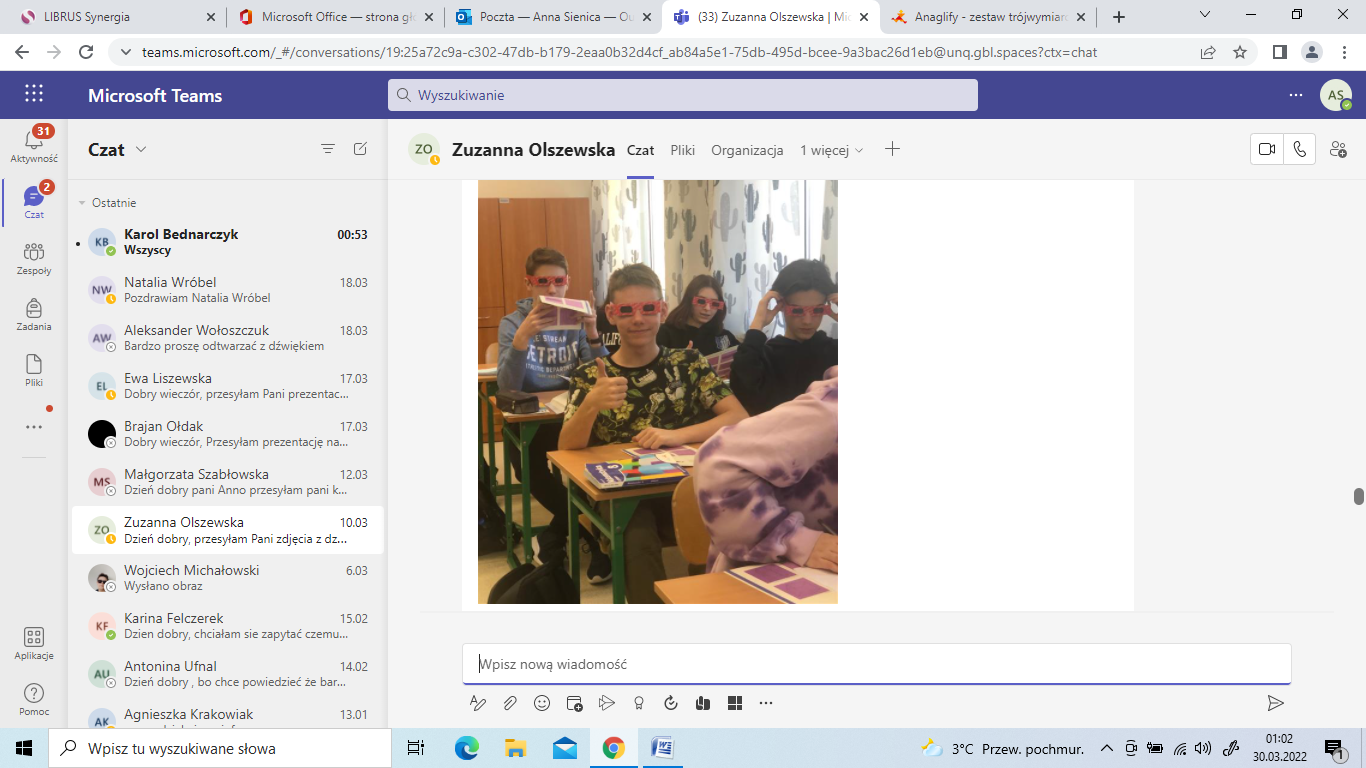 LIBRUS Synergia
Microsoft Office — strona gł
Poczta — Anna Sienica — Ou
(33) Zuzanna Olszewska | Mi
Anaglify - zestaw trójwymiaro
teams.microsoft.com/_#/conversations/19:25a72c9a-c302-47db-b179-2eaa0b32d4cf_ab84a5e1-75db-495d-bcee-9a3bac26d1eb@unq.gbl.spaces?ctx=chat
Microsoft Teams
Wyszukiwanie
AS
31
Aktywność
2
Czat
Zespoły
Zadania
Pliki
Aplikacje
Pomoc
Czat
Ostatnie
KB
Karol Bednarczyk 00:53
Wszyscy
NW
Natalia Wróbel 18.03
Pozdrawiam Natalia Wróbel
AW
Aleksander Wołoszczuk 18.03
Bardzo proszę odtwarzać z dźwiękiem
EL
Ewa Liszewska 17.03
Dobry wieczór, przesyłam Pani prezentac...
Brajan Ołdak 17.03
Dobry wieczór, Przesyłam prezentację na...
MS
Małgorzata Szabłowska 12.03
Dzień dobry pani Anno przesyłam pani k...
ZO
Zuzanna Olszewska 10.03
Dzień dobry, przesyłam Pani zdjęcia z dz...
Wojciech Michałowski 6.03
Wysłano obraz
KF
Karina Felczerek 15.02
Dzien dobry, chciałam sie zapytać czemu...
AU
Antonina Ufnal 14.02
Dzień dobry , bo chce powiedzieć że bar...
AK
Agnieszka Krakowiak 13.01
ZO
Zuzanna Olszewska
Czat
Pliki
Organizacja
1 więcej
STREAM
DETROIT
Wpisz nową wiadomość
Wpisz tu wyszukiwane słowa
3°C Przew. pochmur.
01:02
30.03.2022
1